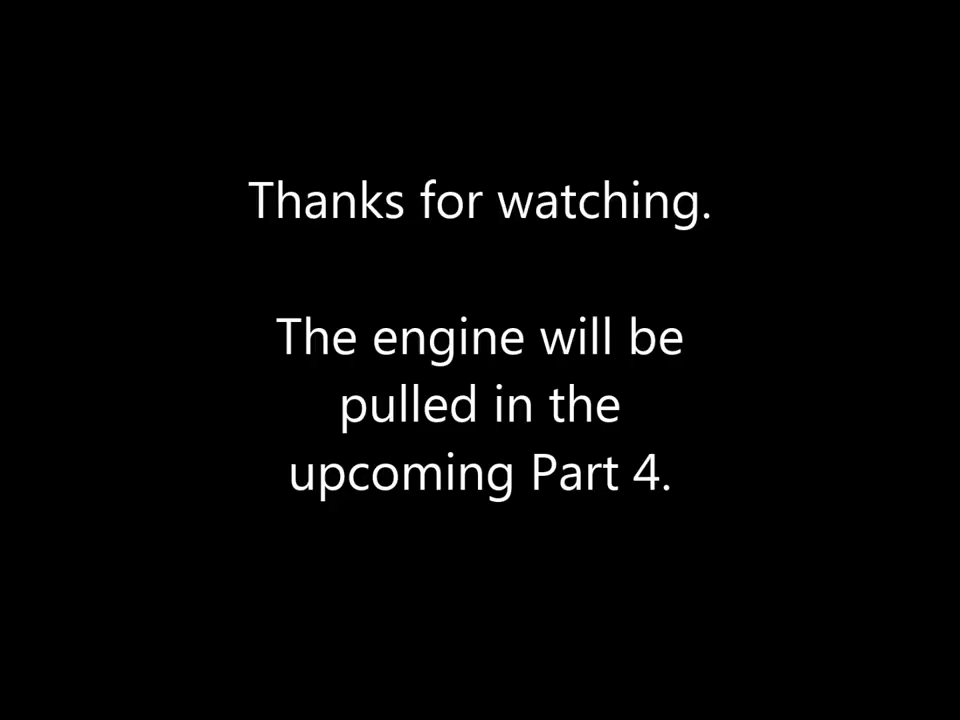 Thanks for watching.
The engine will be
pulled in the
upcoming Part 4.